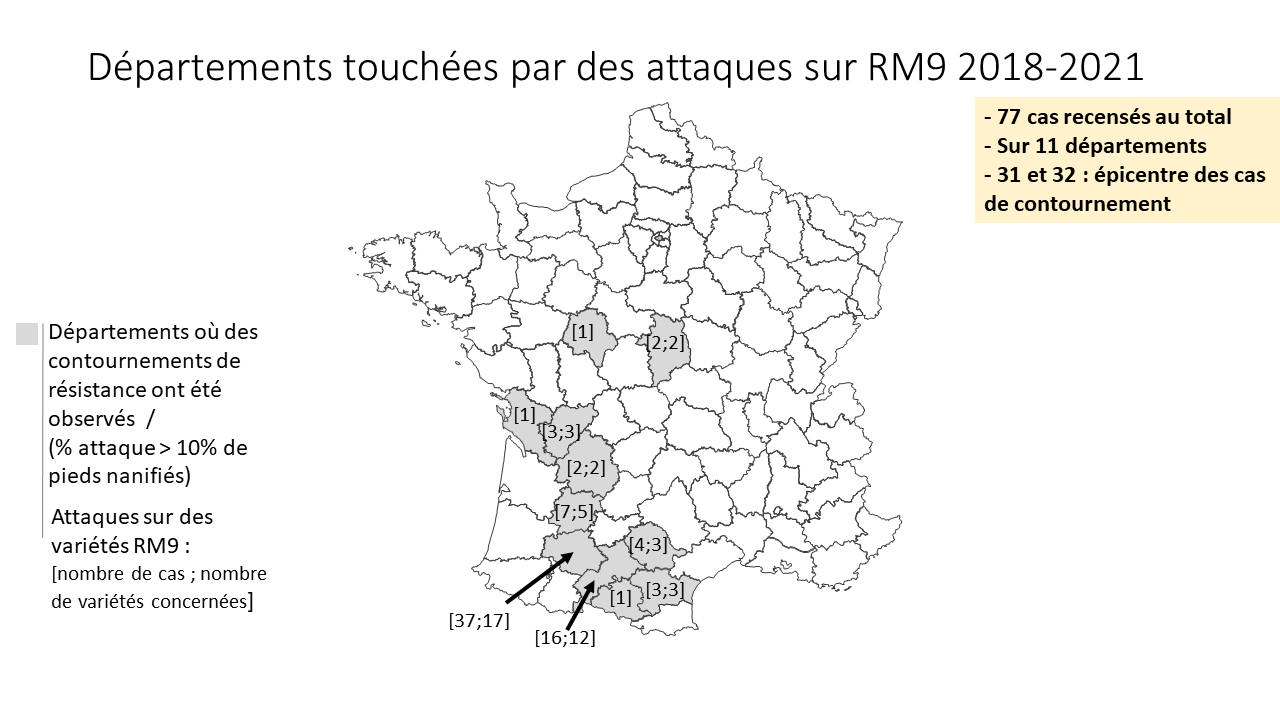 Départements touchées par des attaques sur RM9 2018-2021
- 77 cas recensés au total
- Sur 11 départements
- 31 et 32 : épicentre des cas
de contournement
Départements où des
contournements de
résistance ont été
observés /
(% attaque > 10% de
pieds nanifiés)
Attaques sur des
variétés RM9 :
[nombre de cas ; nombre
de variétés concernées]
[1]
[2;2]
[1]
[3;3]
[2;2]
[7;5]
[4;3]
[3;3]
[1]
[37;17]
[16;12]